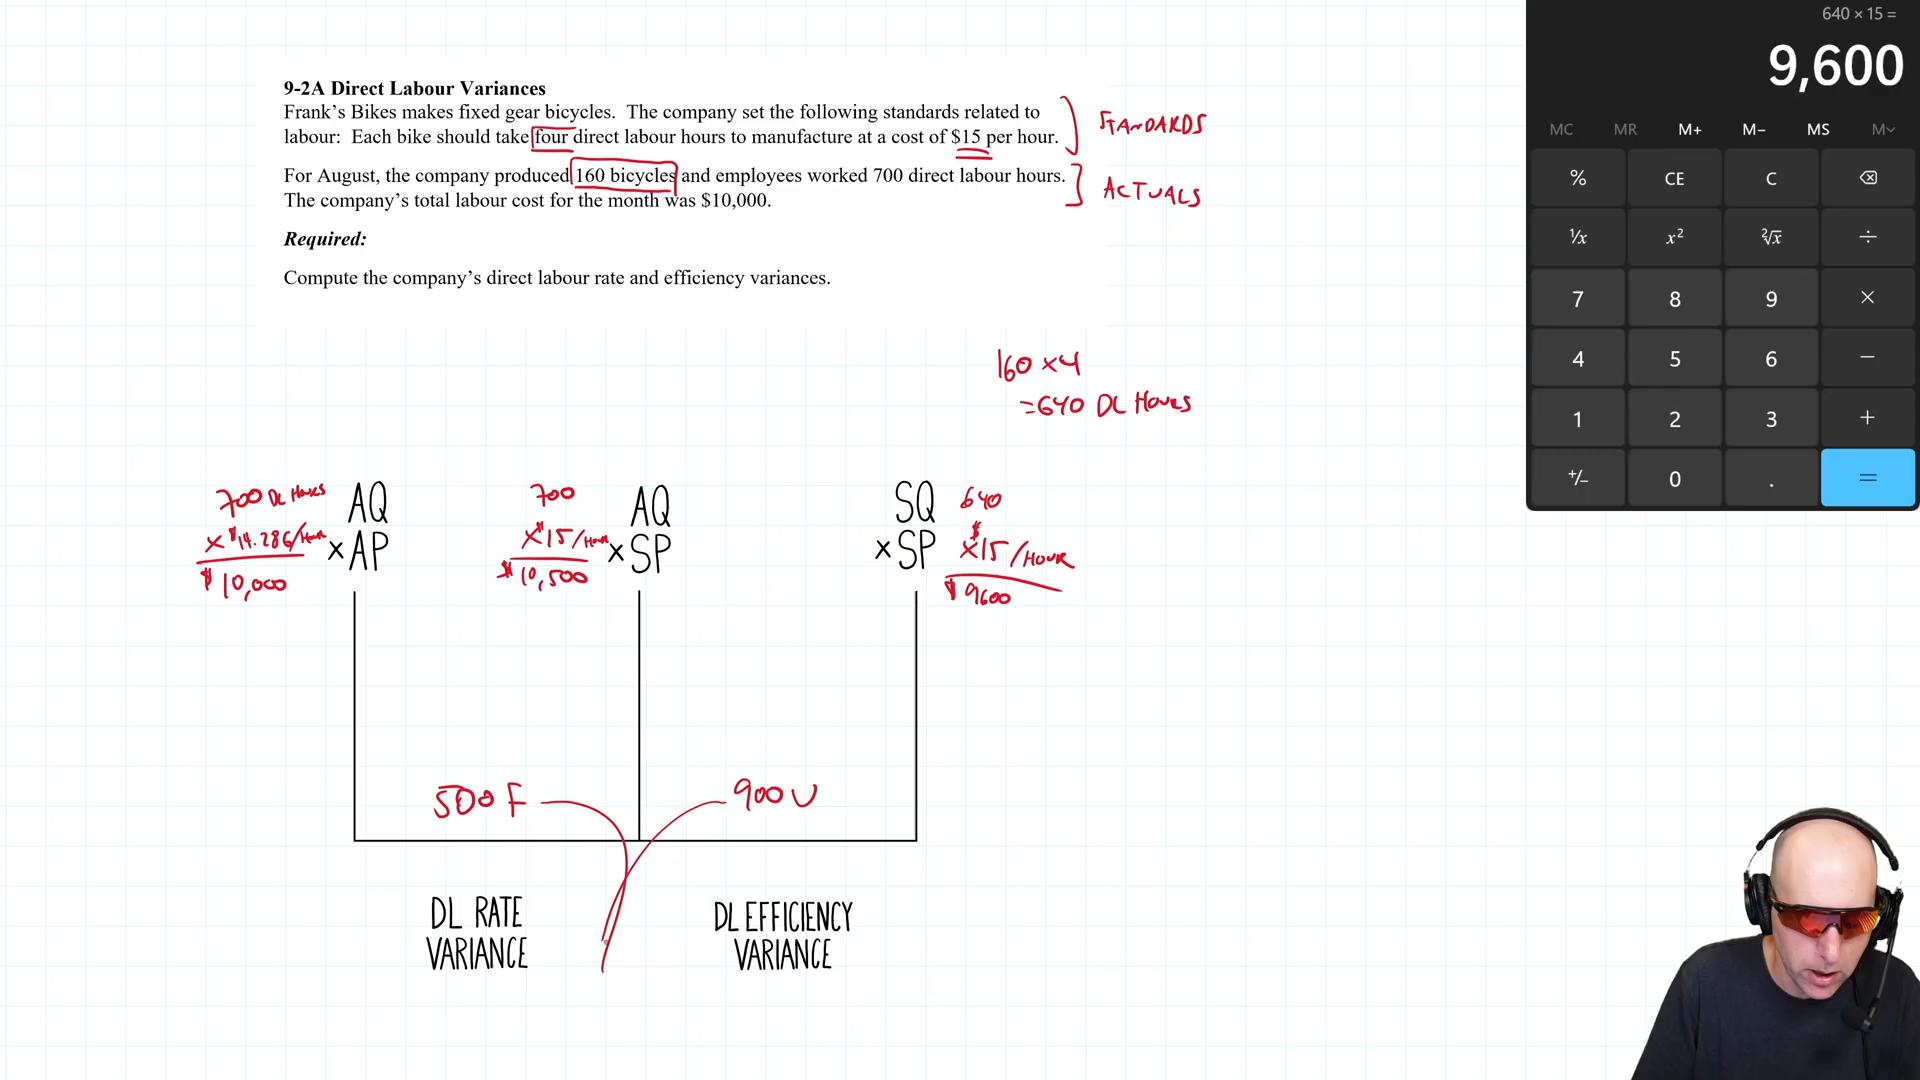 9-2A Direct Labour Variances
Frank's Bikes makes fixed gear bicycles. The company set the following standards related to
labour: Each bike should take four direct labour hours to manufacture at a cost of $15 per hour.
STANDARDS
For August, the company produced 160 bicycles and employees worked 700 direct labour hours.
The company's total labour cost for the month was $10,000.
ACTUALS
Required:
Compute the company's direct labour rate and efficiency variances.
160 x 4
= 640 DL Hours
700 DL Hours
x $14.286/Hour
$10,000
AQ
x AP
700
x $15/Hour
$10,500
AQ
x SP
SQ
x SP
640
x $15/Hour
$9600
500 F
900 U
DL RATE
VARIANCE
DL EFFICIENCY
VARIANCE
640 × 15 =
9,600
MC MR M+ M− MS M˅
% CE C ⌫
¹/x x² ²√x ÷
7 8 9 ×
4 5 6 −
1 2 3 +
+/− 0 . =